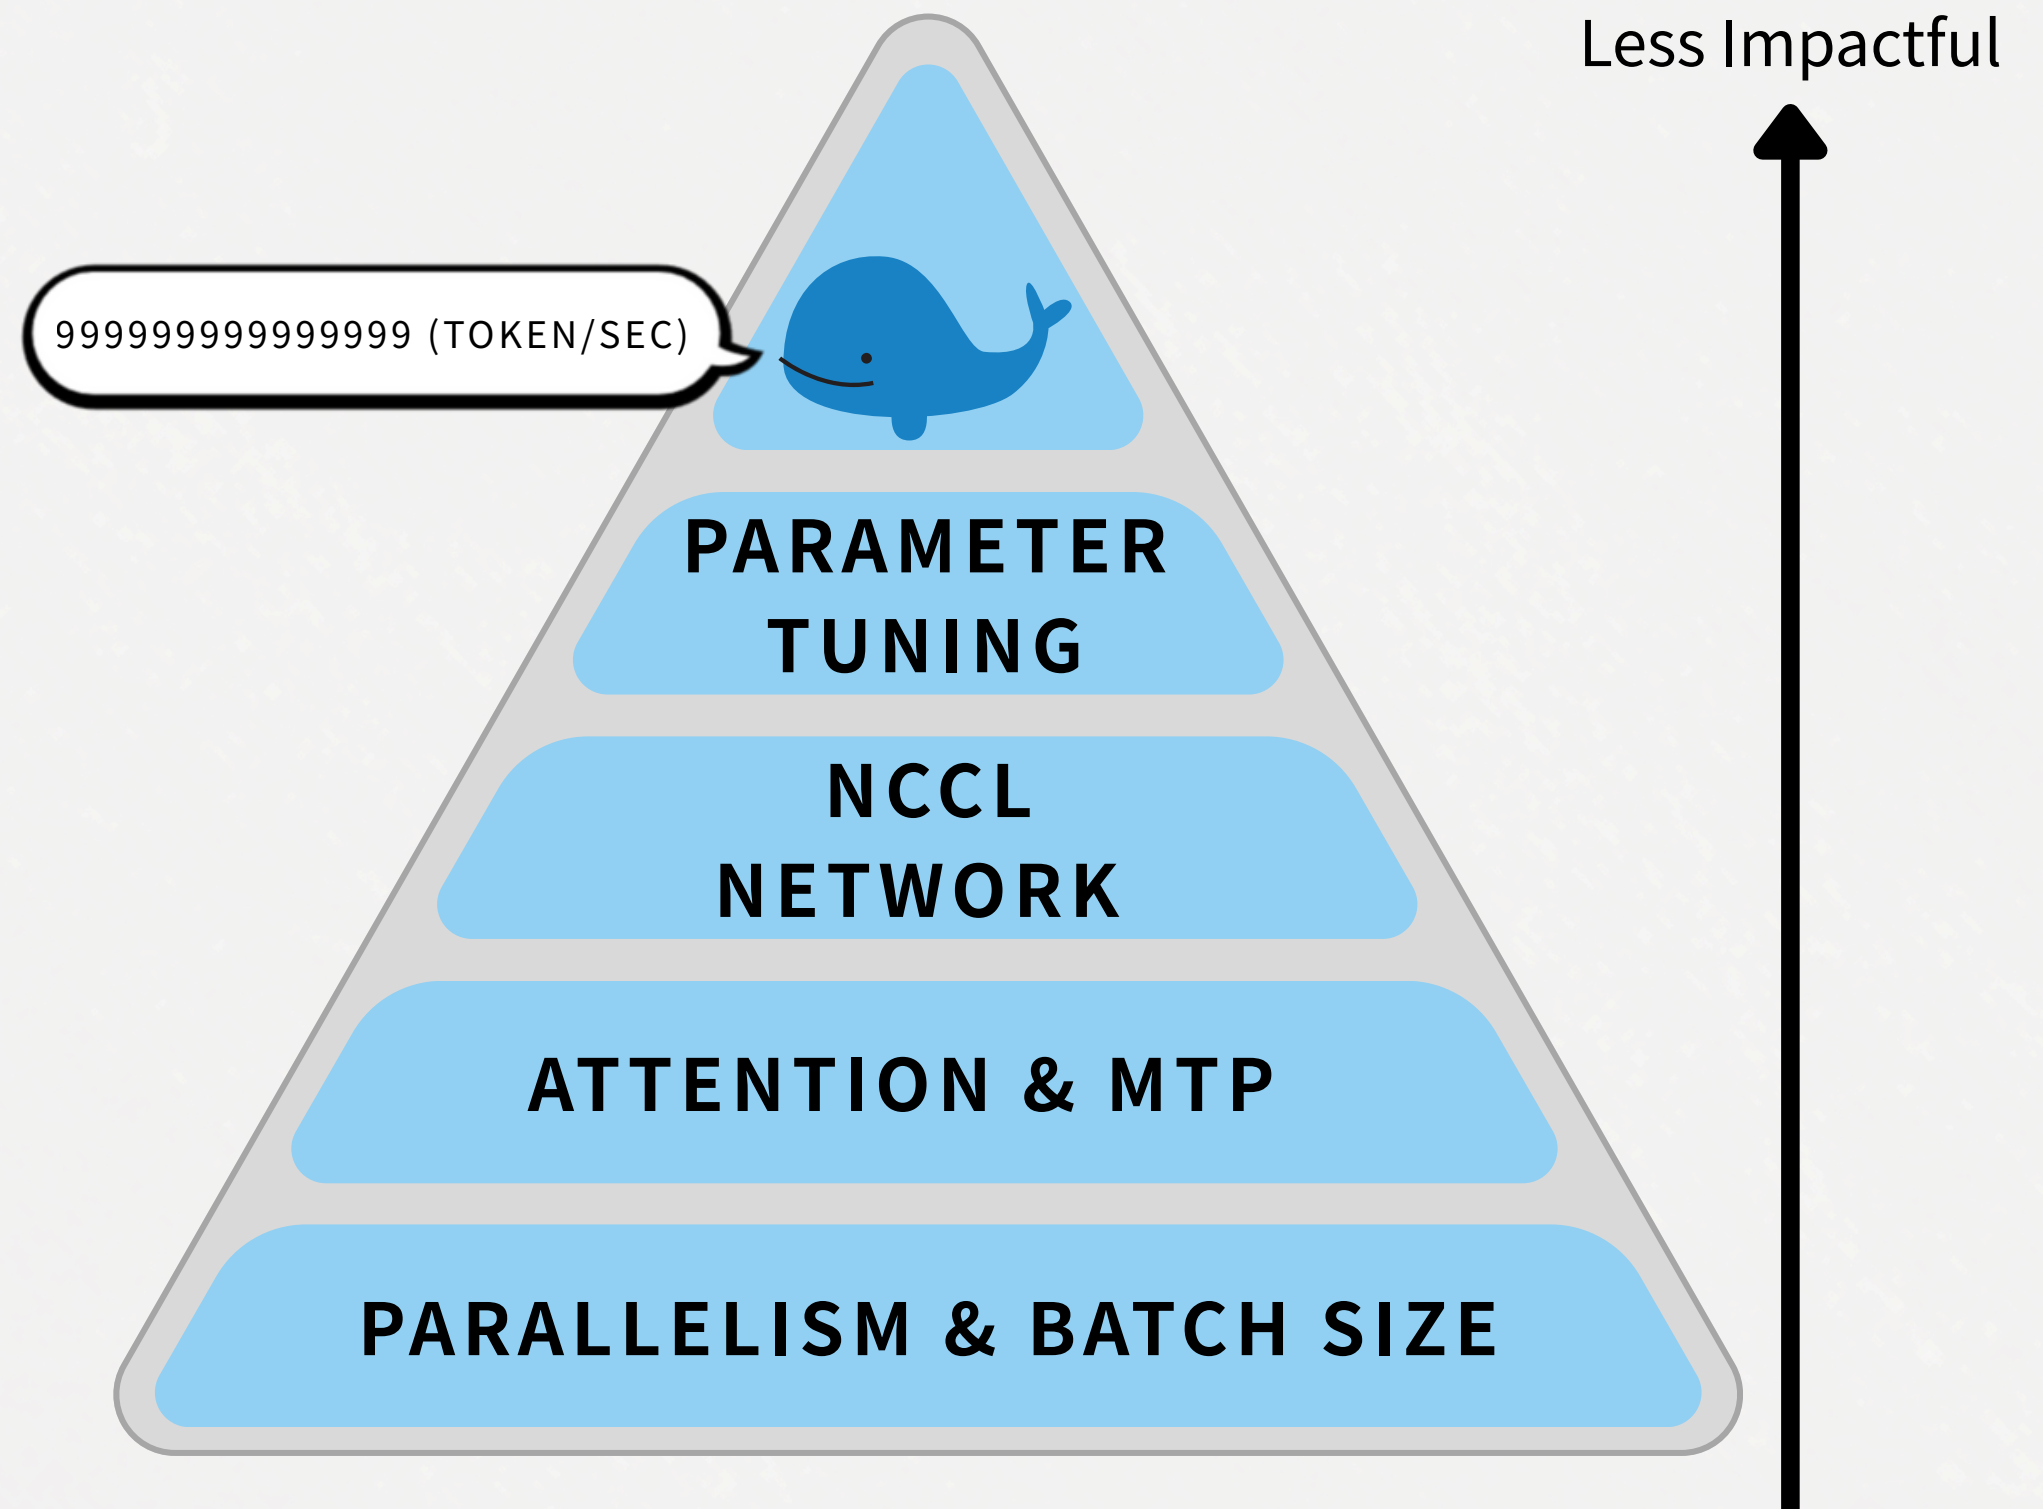 Less Impactful
999999999999999 (TOKEN/SEC)
PARAMETER
TUNING
NCCL
NETWORK
ATTENTION & MTP
PARALLELISM & BATCH SIZE